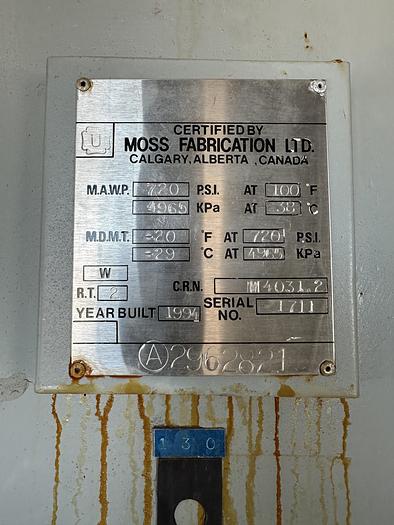 U
CERTIFIED BY
MOSS FABRICATION LTD.
CALGARY, ALBERTA , CANADA
M.A.W.P. 720 P.S.I. AT 100 °F
4965 KPa AT 38 °C
M.D.M.T. -20 °F AT 720 P.S.I.
-29 °C AT 4965 KPa
W
R.T. 2 C.R.N. M4031.2
YEAR BUILT 1994 SERIAL NO. 1711
A 2962821
130